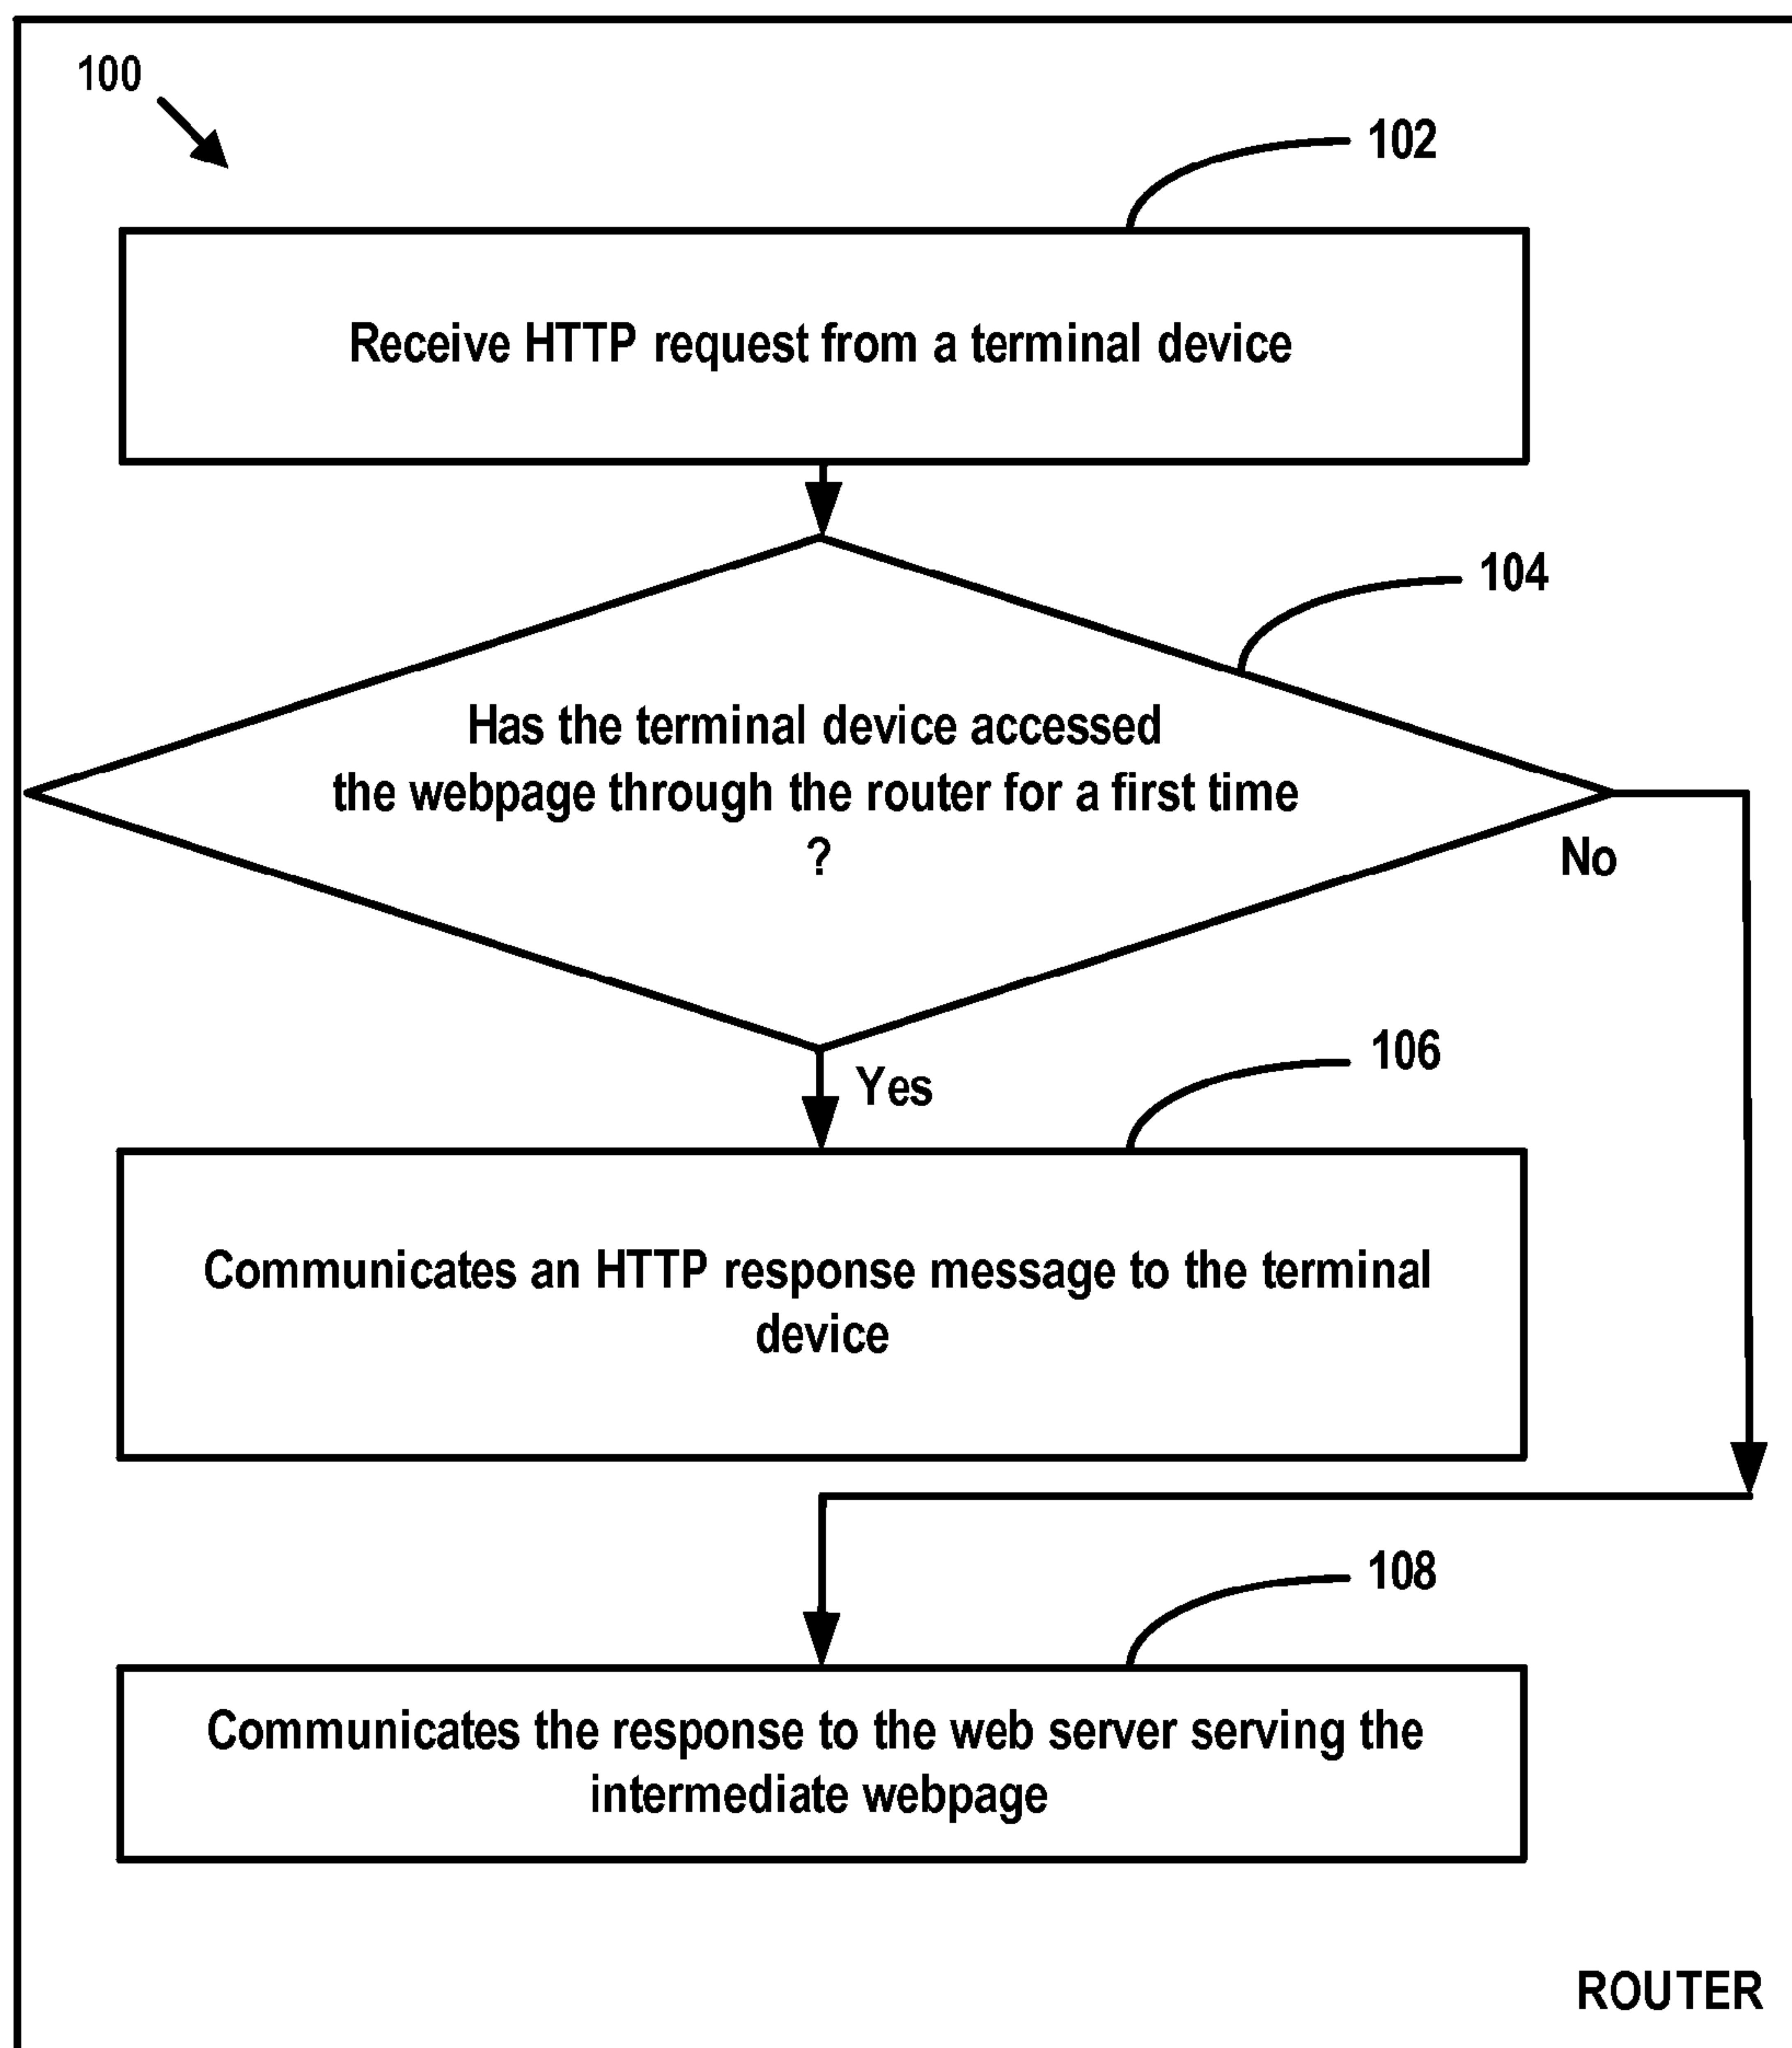 100
102
Receive HTTP request from a terminal device
104
Has the terminal device accessed
the webpage through the router for a first time
?
No
Yes
106
Communicates an HTTP response message to the terminal
device
108
Communicates the response to the web server serving the
intermediate webpage
ROUTER